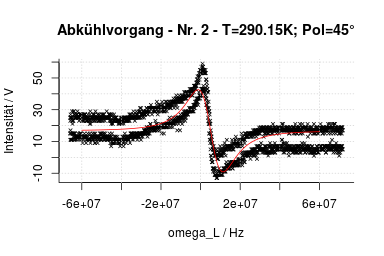 Abkühlvorgang - Nr. 2 - T=290.15K; Pol=45°
Intensität / V
50
30
10
-10
-6e+07 -2e+07 2e+07 6e+07
omega_L / Hz